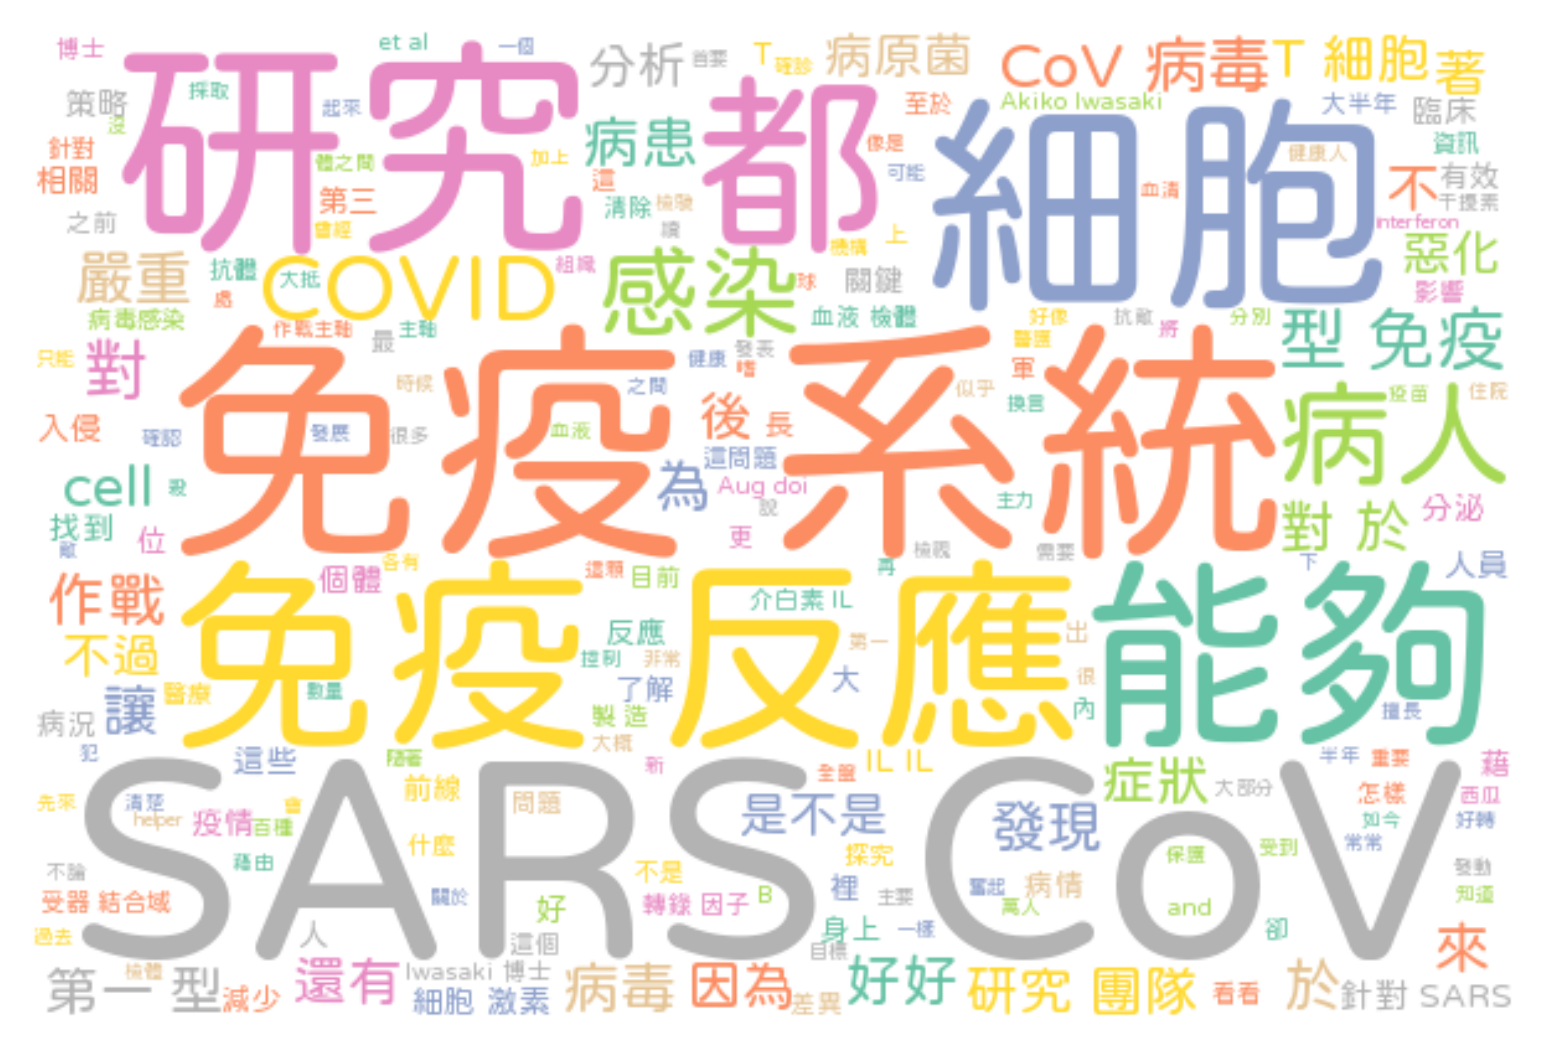 博士 et al 一個 分析 首要 T 確診 病原菌 CoV 病毒 T 細胞 著
策略 採取 起來 研究 都 至於 Akiko Iwasaki 大半年 臨床
沒 病患 細胞 資訊
針對 體之間 加上 像是 健康人
相關 第三 這 可能 血清 不 有效
之前 曾經 清除 檢驗 干擾素
讀 機構 上 interferon
嚴重 抗體 大抵 COVID 組織 感染 球 關鍵 惡化
處 影響
病毒感染 作戰主軸 主軸 血液 檢體 好像 抗敵 將 分別 型 免疫
只能 對 最 健康 發表 醫護
時候 之間 嗜 似乎 軍 疫苗 住院
免疫系統 換言 病人
入侵 確認 發展 很多 血液 後 長
cell 殺 為 這問題
Aug doi 主力
找到 位 說 對 於 分泌
敵 更 檢視 需要
作戰 個體 各有 這類 目前 再 下 人員
介白素 IL
不過 免疫反應 反應 能夠
控制 非常 第一 出
讓 醫療 數量 了解 大 很
病況 製造 內 擅長
大概
犯 這些 隨著 新 全盤 IL IL 症狀 大部分 半年 重要 藉
SARS CoV
先來 清楚 會 前線 問題 是不是 發現 怎樣 西瓜
helper 疫情 百種 如今 好轉
什麼 探究 保護 受到 常常
不論 藉由 不是 發動
受器 結合域 關於 轉錄 因子 B 裡 主要 奮起 病情 知道
好 萬人 and
過去 人 這個 身上 一樣 卻 來
目標
第一 型 檢體 減少 還有 Iwasaki 博士 病毒 因為 好好 研究 團隊 看看 於 針對 SARS
細胞 激素 差異